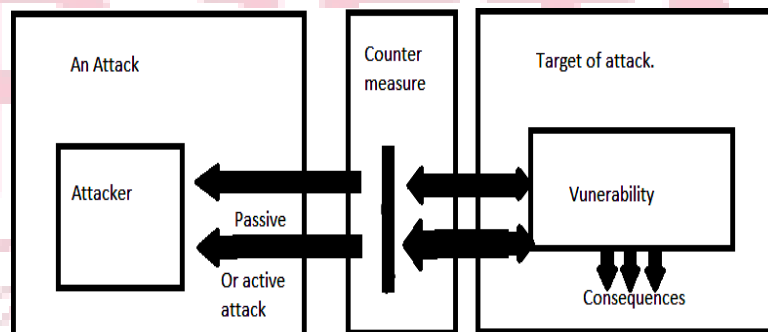 An Attack
Attacker
Passive
Or active
attack
Counter
measure
Target of attack.
Vunerability
Consequences